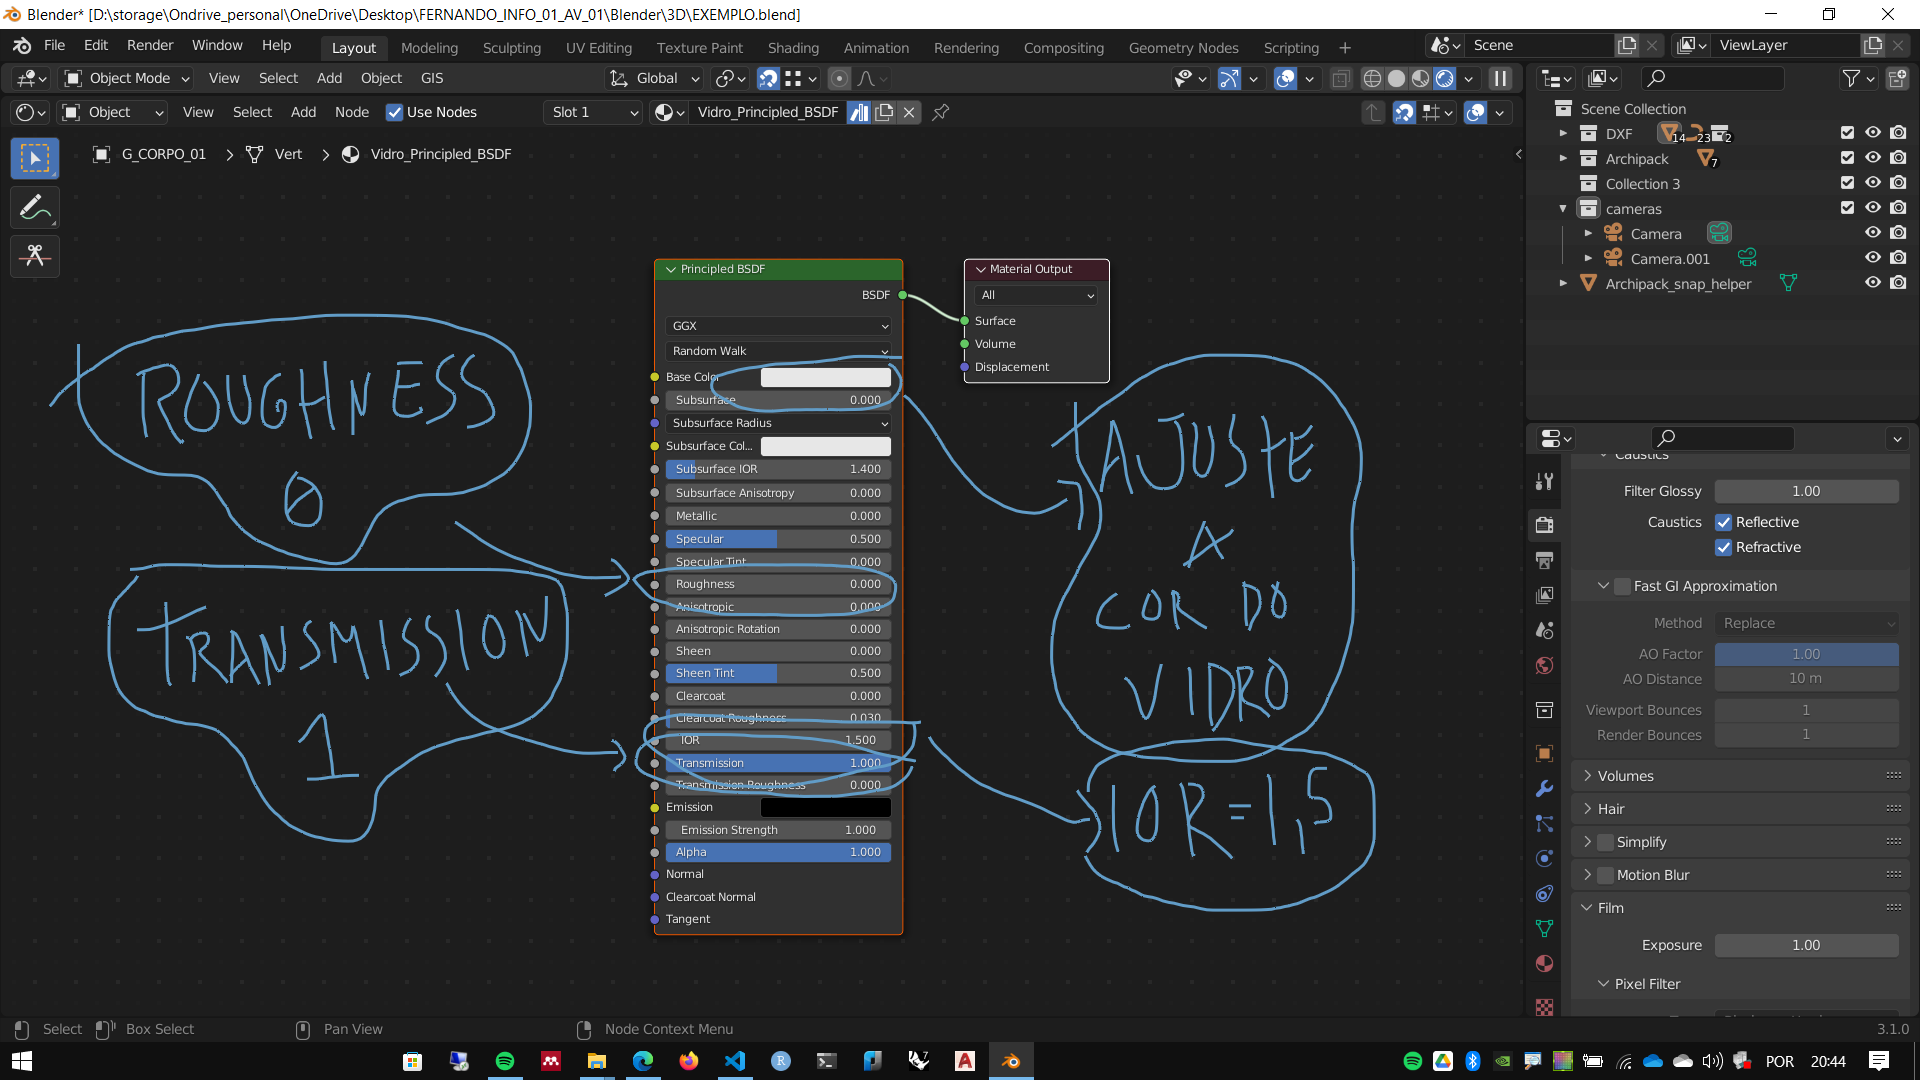 Blender* [D:\storage\Ondrive_personal\OneDrive\Desktop\FERNANDO_INFO_01_AV_01\Blender\3D\EXEMPLO.blend]
File Edit Render Window Help Layout Modeling Sculpting UV Editing Texture Paint Shading Animation Rendering Compositing Geometry Nodes Scripting + Scene ViewLayer
Object Mode View Select Add Object GIS Global
Object View Select Add Node Use Nodes Slot 1 Vidro_Principled_BSDF
G_CORPO_01 > Vert > Vidro_Principled_BSDF
Principled BSDF
BSDF
GGX
Random Walk
Base Color
Subsurface 0.000
Subsurface Radius
Subsurface Col...
Subsurface IOR 1.400
Subsurface Anisotropy 0.000
Metallic 0.000
Specular 0.500
Specular Tint 0.000
Roughness 0.000
Anisotropic 0.000
Anisotropic Rotation 0.000
Sheen 0.000
Sheen Tint 0.500
Clearcoat 0.000
Clearcoat Roughness 0.030
IOR 1.500
Transmission 1.000
Transmission Roughness 0.000
Emission
Emission Strength 1.000
Alpha 1.000
Normal
Clearcoat Normal
Tangent
Material Output
All
Surface
Volume
Displacement
ROUGHNESS
0
TRANSMISSION
1
AJUSTE
A
COR DO
VIDRO
IOR = 1,5
Scene Collection
DXF 14 23 2
Archipack 7
Collection 3
cameras
Camera
Camera.001
Archipack_snap_helper
Caustics
Filter Glossy 1.00
Caustics Reflective
Refractive
Fast GI Approximation
Method Replace
AO Factor 1.00
AO Distance 10 m
Viewport Bounces 1
Render Bounces 1
Volumes
Hair
Simplify
Motion Blur
Film
Exposure 1.00
Pixel Filter
Select Box Select Pan View Node Context Menu 3.1.0
POR 20:44